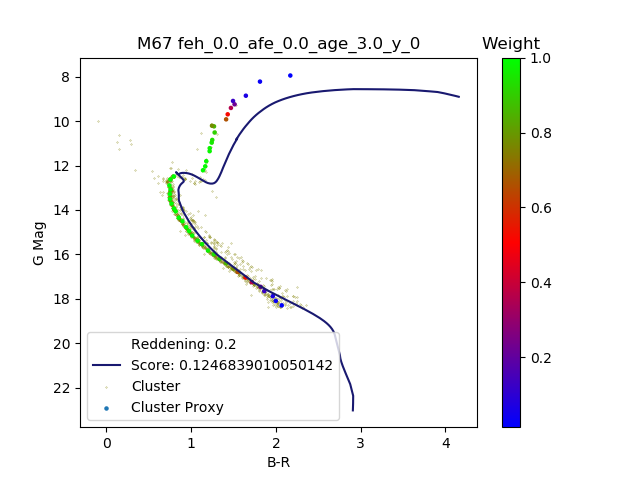 M67 feh_0.0_afe_0.0_age_3.0_y_0
Weight
8
10
12
14
16
18
20
22
G Mag
0
1
2
3
4
B-R
Reddening: 0.2
Score: 0.1246839010050142
Cluster
Cluster Proxy
1.0
0.8
0.6
0.4
0.2